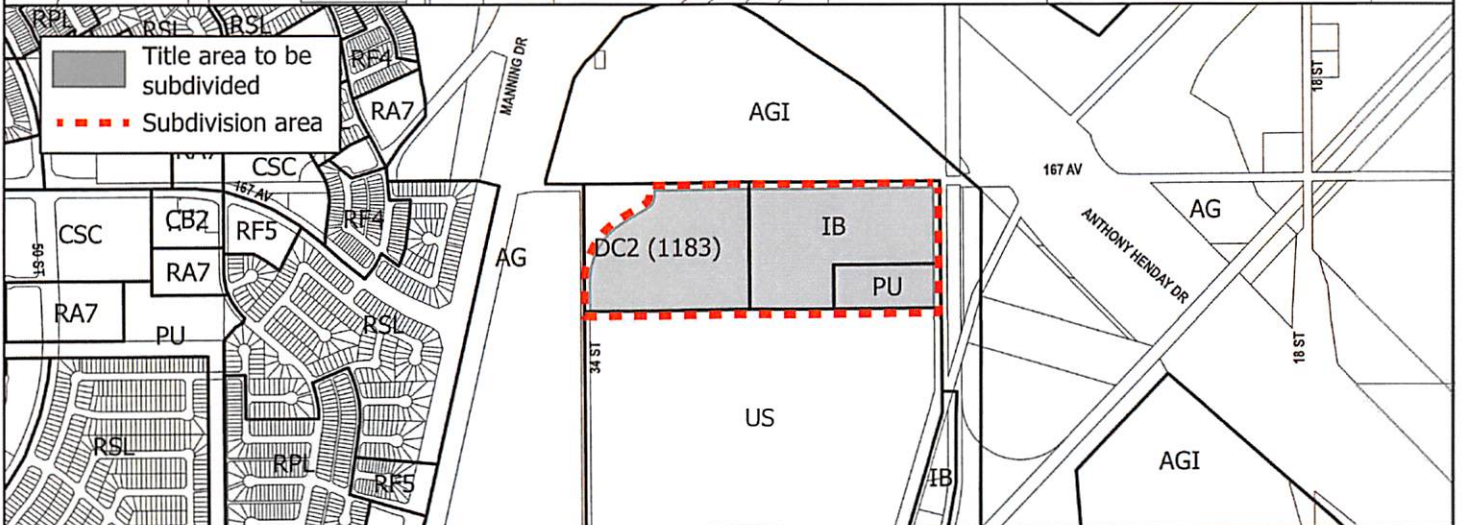 RPL
RSL
RSL
RF4
Title area to be
subdivided
Subdivision area
RA7
MANNING DR
AGI
18 ST
CSC
167 AV
167 AV
CSC
CB2
RF5
RF4
RA7
50 ST
AG
DC2 (1183)
IB
PU
AG
ANTHONY HENDAY DR
RA7
PU
RSL
34 ST
18 ST
US
RSL
RPL
RF5
IB
AGI